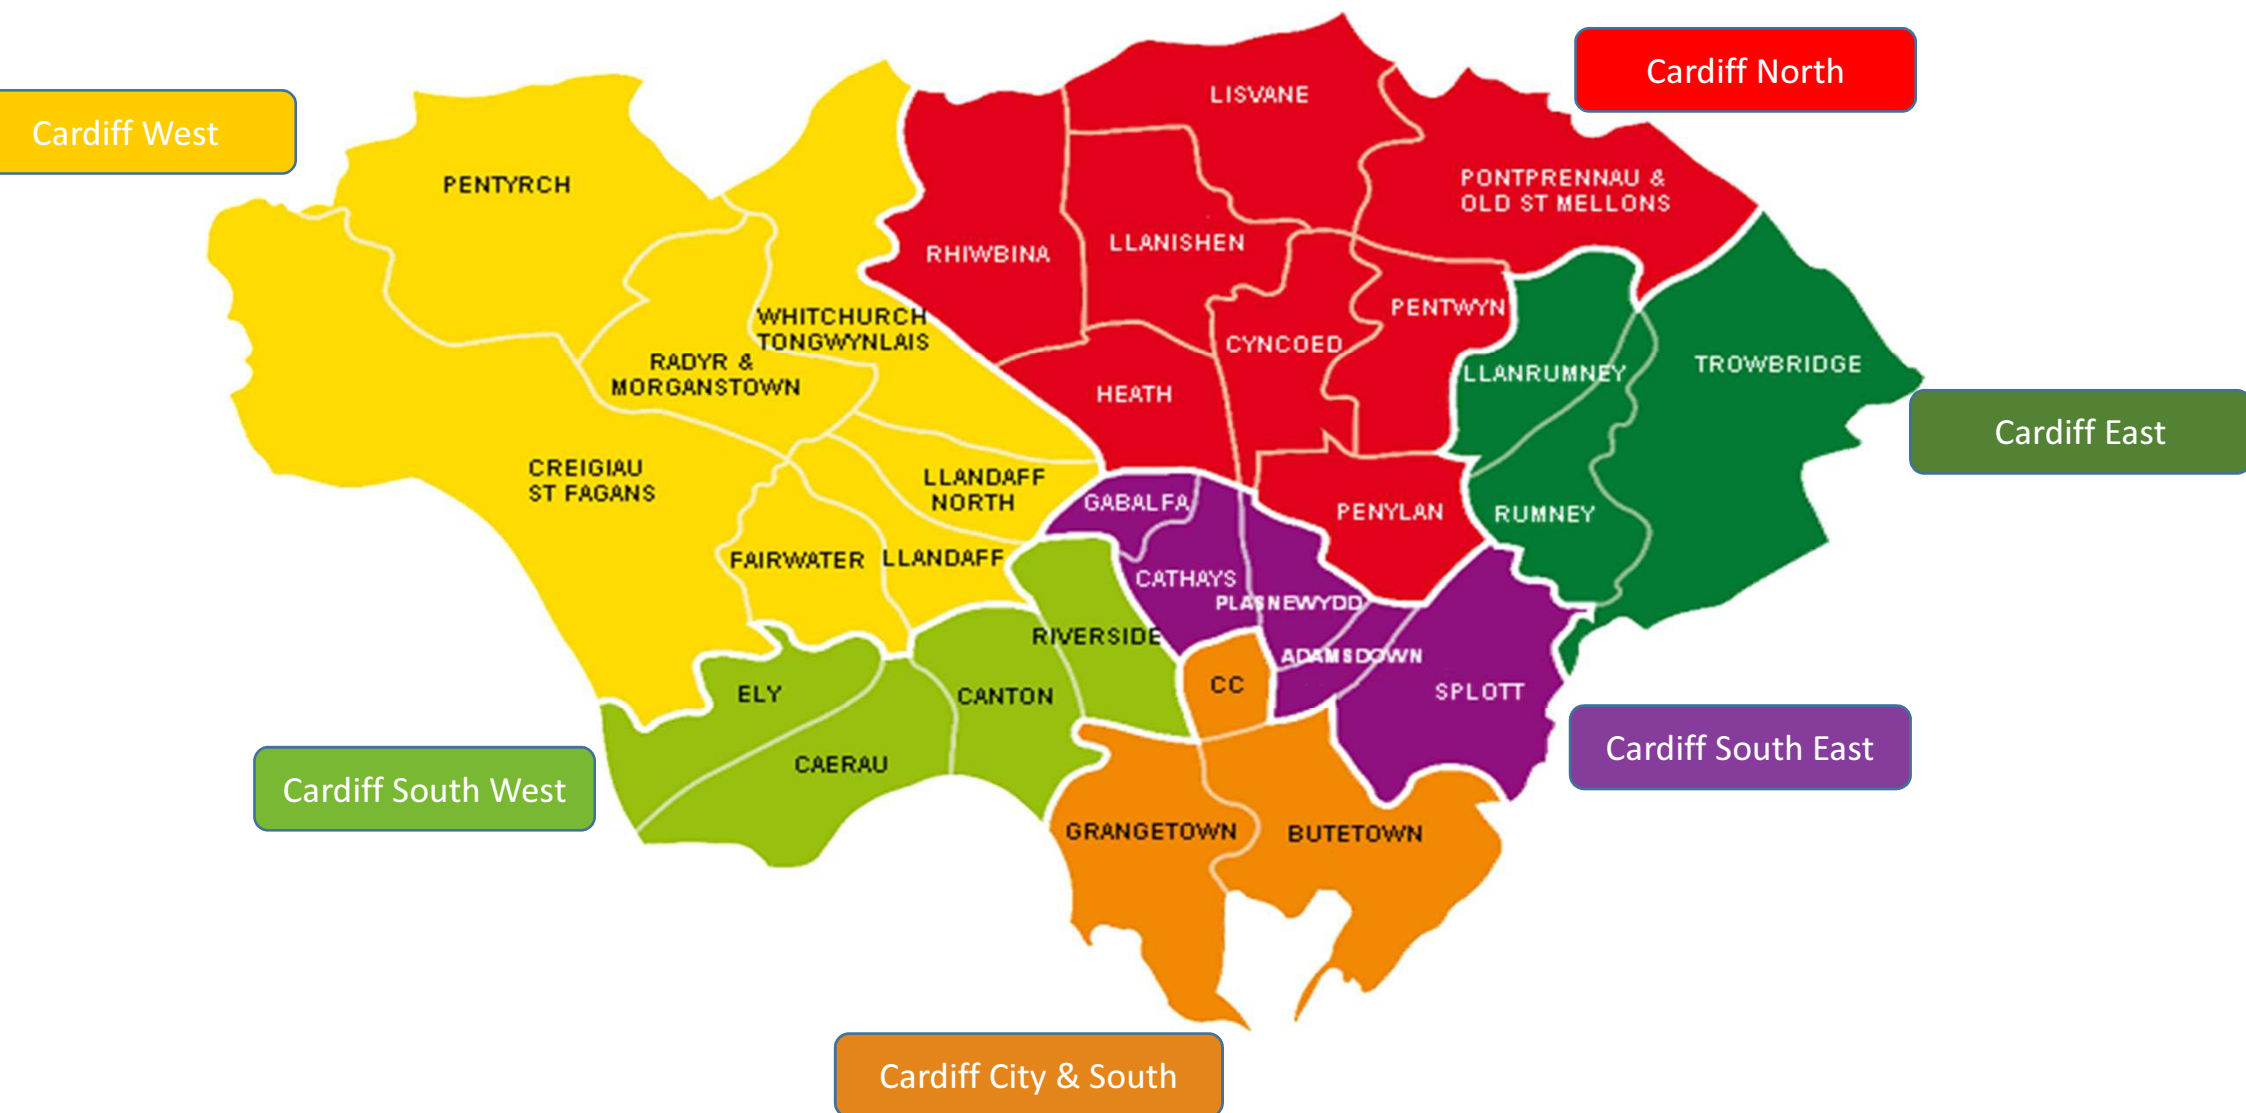 Cardiff North
Cardiff West
LISVANE
PENTYRCH
PONTPRENNAU &
OLD ST MELLONS
RHIWBINA
LLANISHEN
WHITCHURCH
TONGWYNLAIS
PENTWYN
CYNCOED
RADYR &
MORGANSTOWN
HEATH
LLANRUMNEY
TROWBRIDGE
Cardiff East
CREIGIAU
ST FAGANS
LLANDAFF
NORTH
GABALFA
PENYLAN
RUMNEY
FAIRWATER
LLANDAFF
CATHAYS
PLASNEWYDD
RIVERSIDE
ADAMSDOWN
ELY
CANTON
CC
SPLOTT
Cardiff South East
CAERAU
Cardiff South West
GRANGETOWN
BUTETOWN
Cardiff City & South